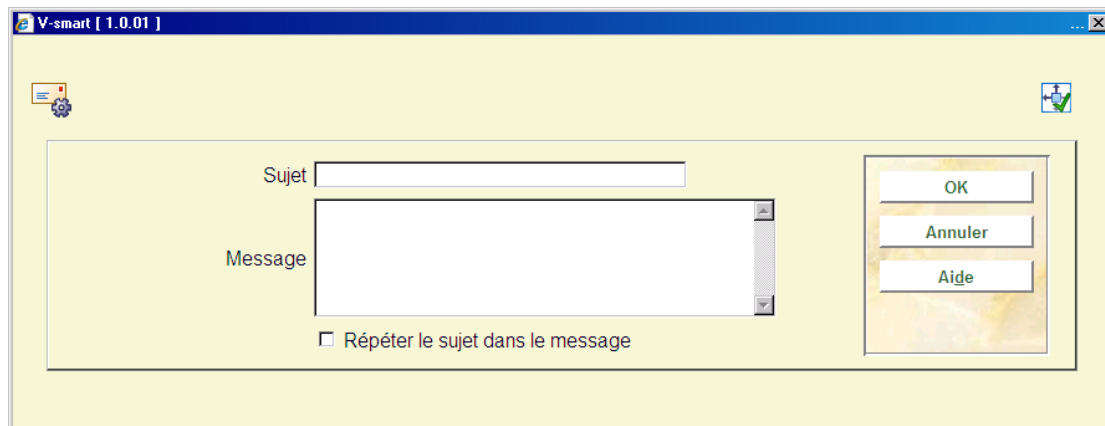 V-smart [ 1.0.01 ]
...
Sujet
OK
Annuler
Message
Aide
Répéter le sujet dans le message